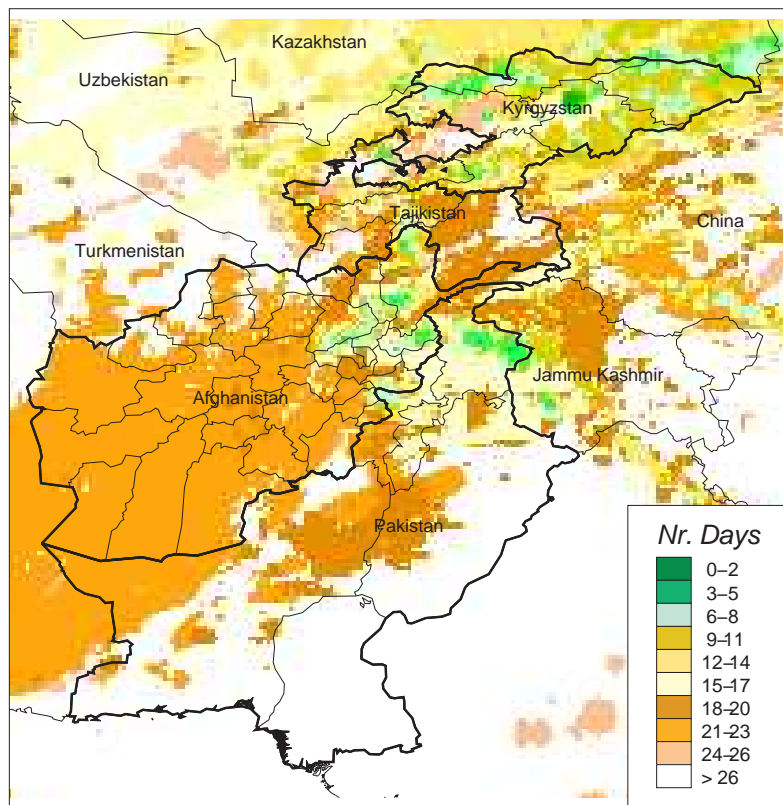 Kazakhstan
Uzbekistan
Kyrgyzstan
Tajikistan
China
Turkmenistan
Jammu Kashmir
Afghanistan
Pakistan
Nr. Days
0–2
3–5
6–8
9–11
12–14
15–17
18–20
21–23
24–26
> 26